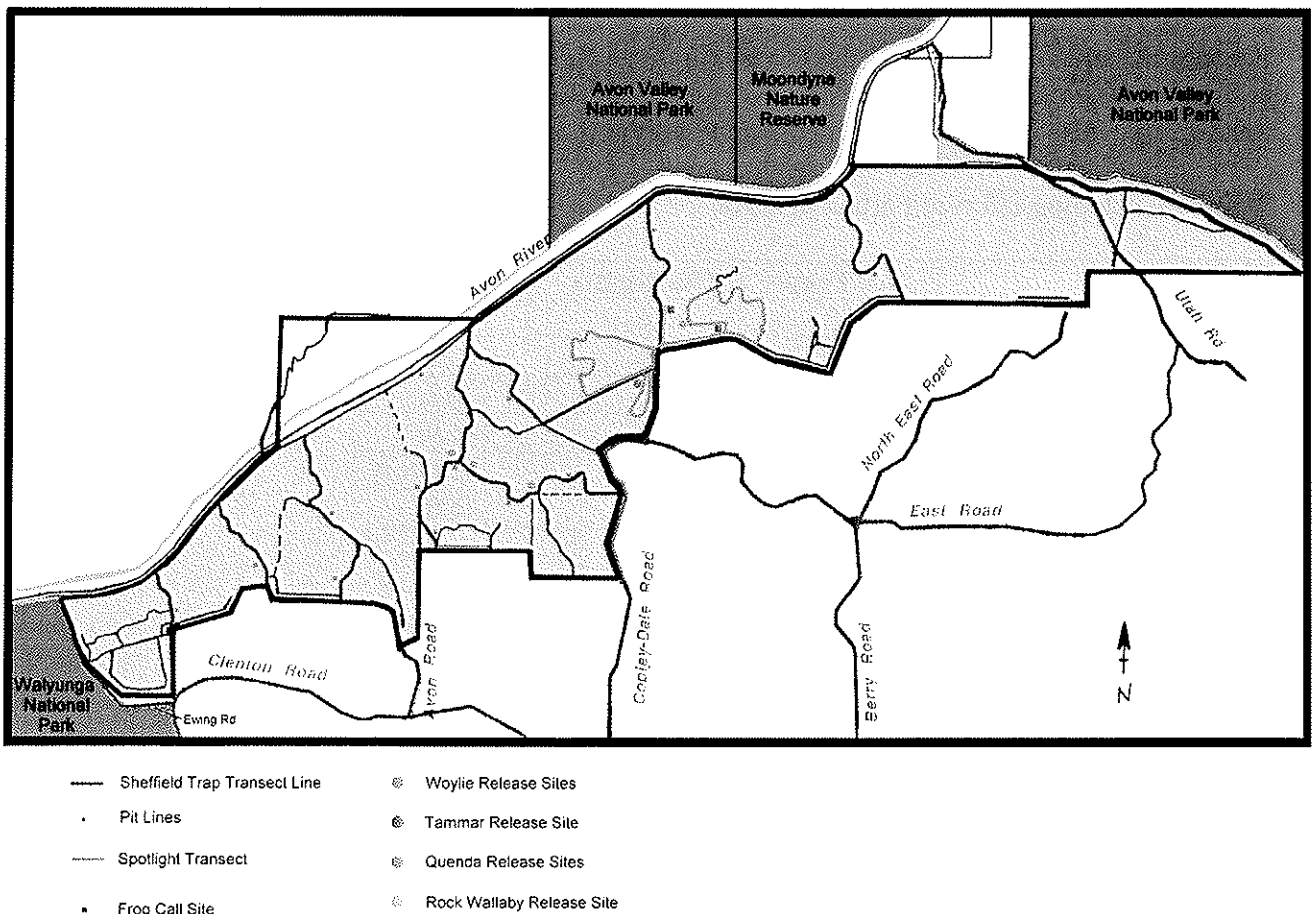 Avon Valley
National Park
Moondyne
Nature
Reserve
Avon Valley
National Park
Avon River
Utah Rd
North East Road
East Road
Copley-Dale Road
Berry Road
Avon Road
Clenton Road
Ewing Rd
Walyunga
National
Park
N
Sheffield Trap Transect Line
Pit Lines
Spotlight Transect
Frog Call Site
Woylie Release Sites
Tammar Release Site
Quenda Release Sites
Rock Wallaby Release Site